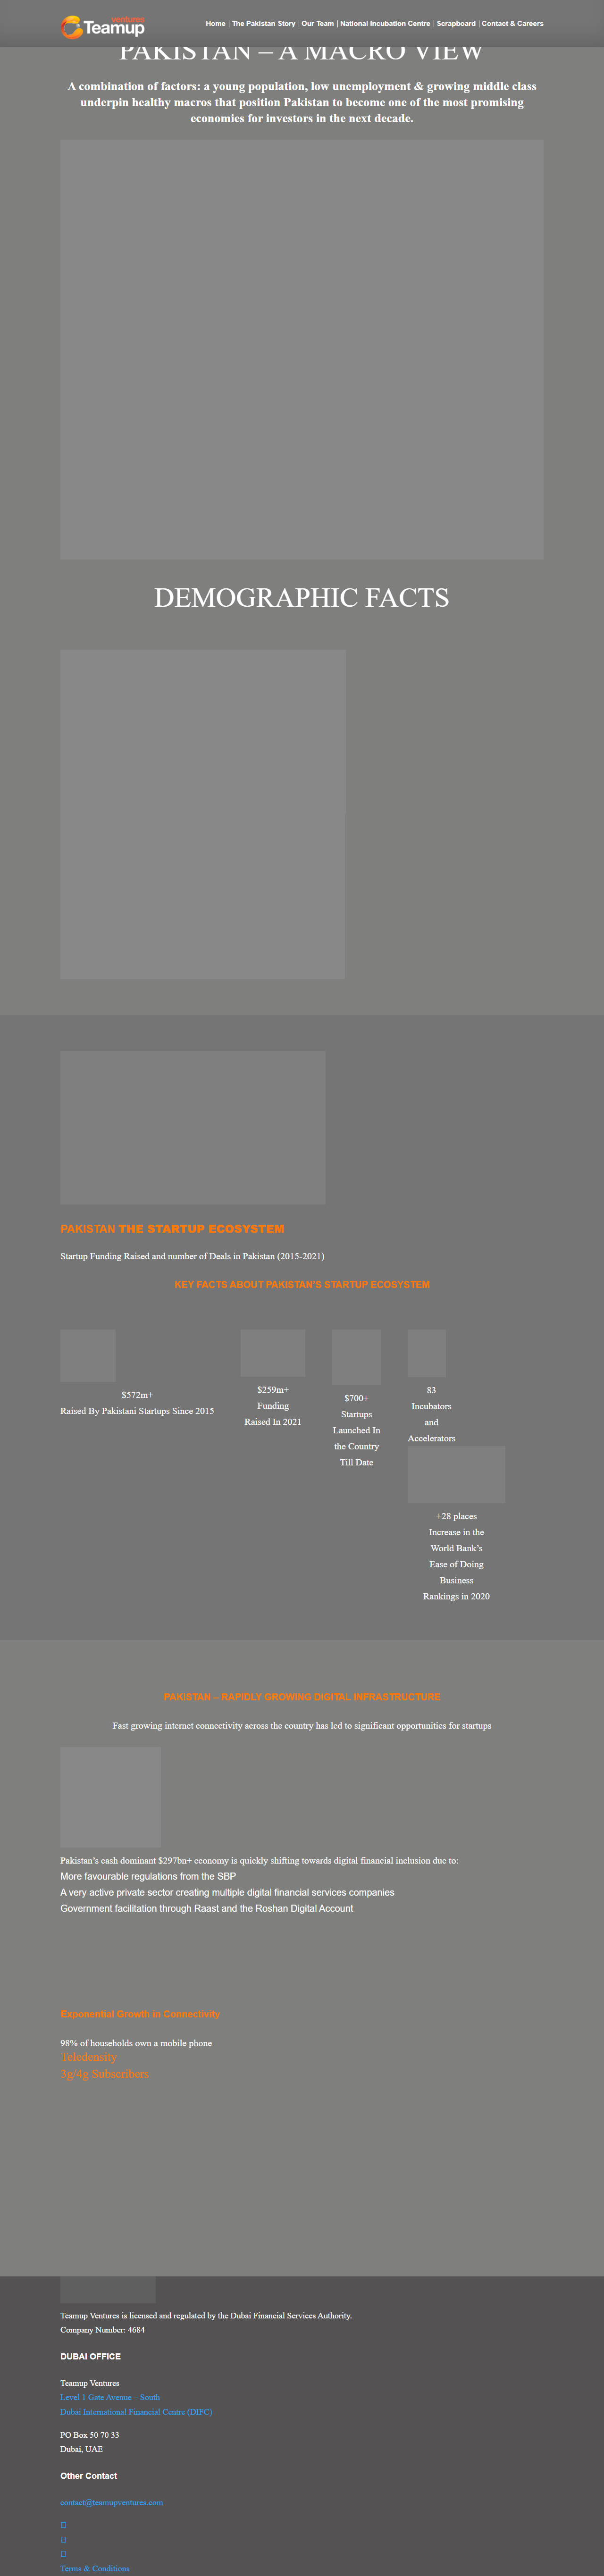 ventures
Teamup
Home | The Pakistan Story | Our Team | National Incubation Centre | Scrapboard | Contact & Careers
PAKISTAN – A MACRO VIEW
A combination of factors: a young population, low unemployment & growing middle class
underpin healthy macros that position Pakistan to become one of the most promising
economies for investors in the next decade.
DEMOGRAPHIC FACTS
PAKISTAN THE STARTUP ECOSYSTEM
Startup Funding Raised and number of Deals in Pakistan (2015-2021)
KEY FACTS ABOUT PAKISTAN'S STARTUP ECOSYSTEM
$572m+
Raised By Pakistani Startups Since 2015
$259m+
Funding
Raised In 2021
$700+
Startups
Launched In
the Country
Till Date
83
Incubators
and
Accelerators
+28 places
Increase in the
World Bank's
Ease of Doing
Business
Rankings in 2020
PAKISTAN – RAPIDLY GROWING DIGITAL INFRASTRUCTURE
Fast growing internet connectivity across the country has led to significant opportunities for startups
Pakistan's cash dominant $297bn+ economy is quickly shifting towards digital financial inclusion due to:
More favourable regulations from the SBP
A very active private sector creating multiple digital financial services companies
Government facilitation through Raast and the Roshan Digital Account
Exponential Growth in Connectivity
98% of households own a mobile phone
Teledensity
3g/4g Subscribers
Teamup Ventures is licensed and regulated by the Dubai Financial Services Authority.
Company Number: 4684
DUBAI OFFICE
Teamup Ventures
Level 1 Gate Avenue – South
Dubai International Financial Centre (DIFC)
PO Box 50 70 33
Dubai, UAE
Other Contact
contact@teamupventures.com
Terms & Conditions